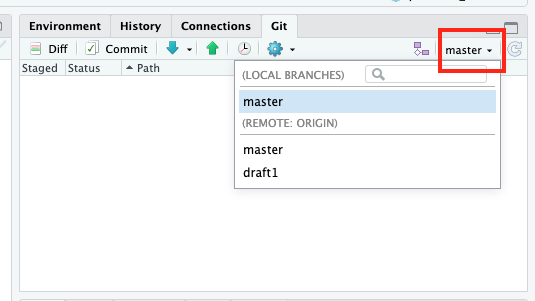 Environment History Connections Git
Diff Commit master
Staged Status Path
(LOCAL BRANCHES)
master
(REMOTE: ORIGIN)
master
draft1